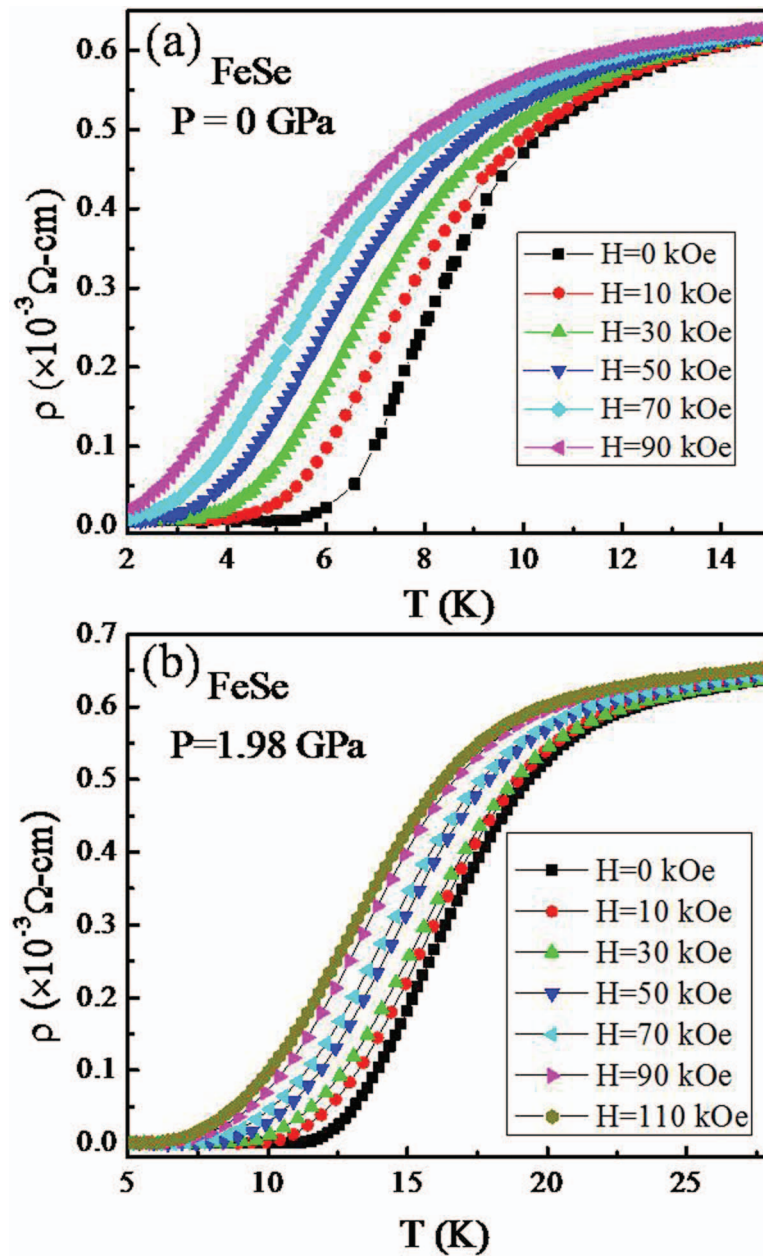 (a)
FeSe
P = 0 GPa
0.6
0.5
0.4
0.3
0.2
0.1
0.0
ρ (×10⁻³Ω-cm)
H=0 kOe
H=10 kOe
H=30 kOe
H=50 kOe
H=70 kOe
H=90 kOe
2 4 6 8 10 12 14
T (K)
(b)
FeSe
P=1.98 GPa
0.7
0.6
0.5
0.4
0.3
0.2
0.1
0.0
ρ (×10⁻³Ω-cm)
H=0 kOe
H=10 kOe
H=30 kOe
H=50 kOe
H=70 kOe
H=90 kOe
H=110 kOe
5 10 15 20 25
T (K)